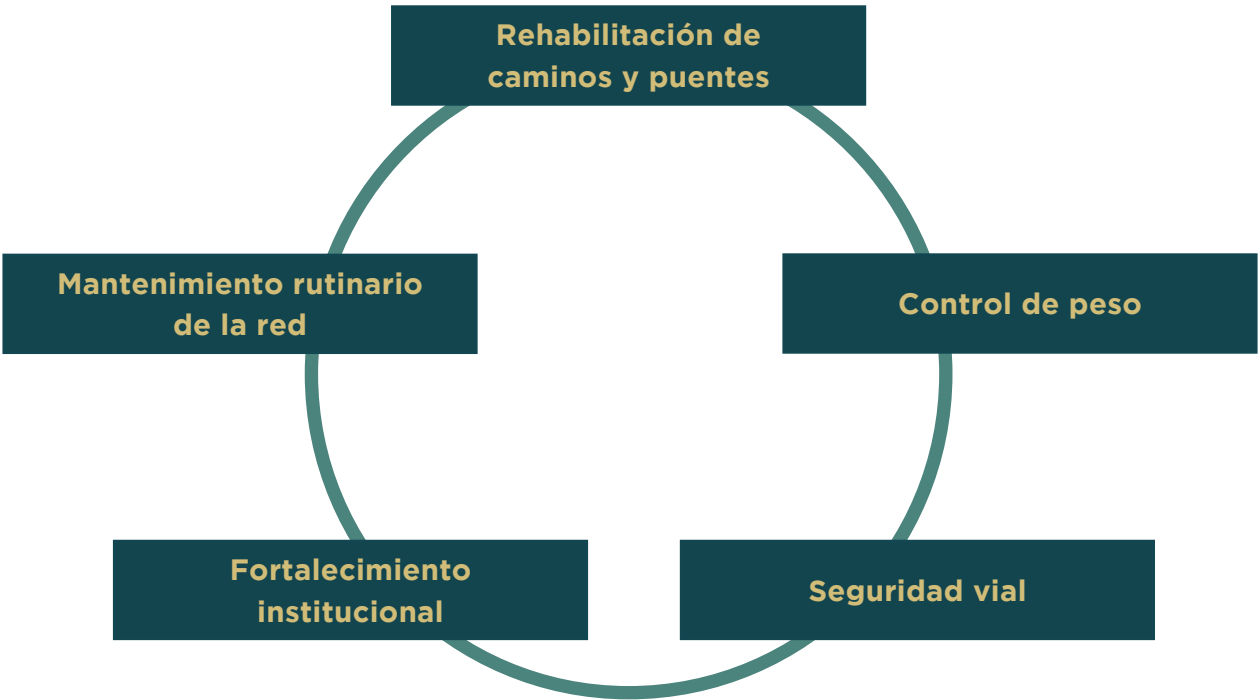 Rehabilitación de
caminos y puentes
Mantenimiento rutinario
de la red
Control de peso
Fortalecimiento
institucional
Seguridad vial